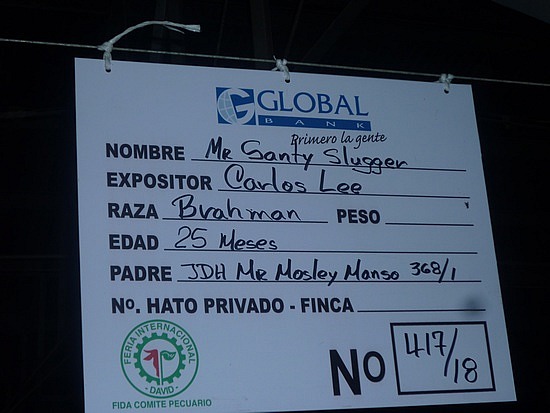 GLOBAL
BANK
Primero la gente
NOMBRE Mr Santy Slugger
EXPOSITOR Carlos Lee
RAZA Brahman PESO
EDAD 25 Meses
PADRE JDH Mr Mosley Manso 368/1
No. HATO PRIVADO - FINCA
FERIA INTERNACIONAL
- DAVID -
FIDA COMITE PECUARIO
NO 417/18